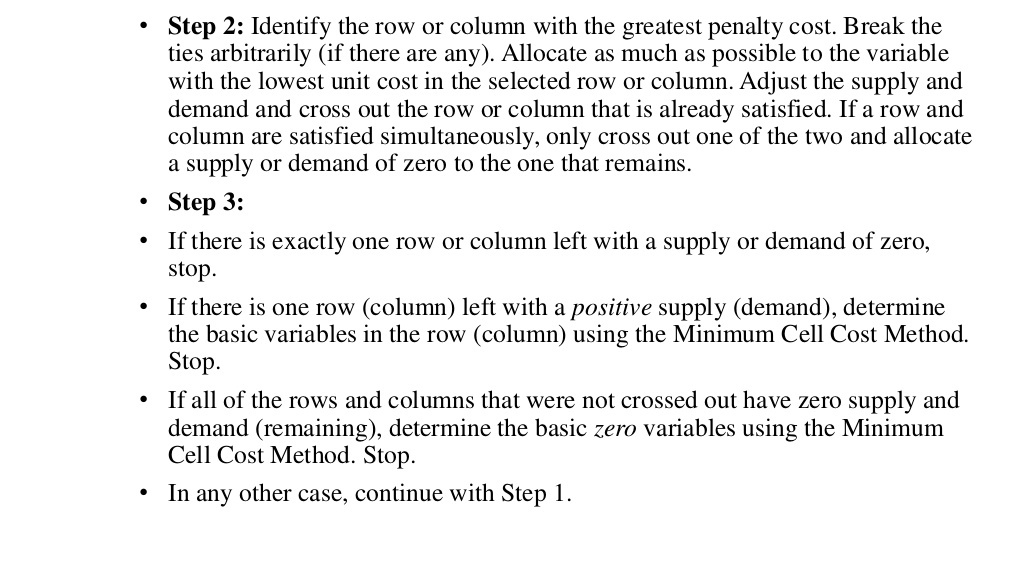 • Step 2: Identify the row or column with the greatest penalty cost. Break the
ties arbitrarily (if there are any). Allocate as much as possible to the variable
with the lowest unit cost in the selected row or column. Adjust the supply and
demand and cross out the row or column that is already satisfied. If a row and
column are satisfied simultaneously, only cross out one of the two and allocate
a supply or demand of zero to the one that remains.
• Step 3:
• If there is exactly one row or column left with a supply or demand of zero,
stop.
• If there is one row (column) left with a positive supply (demand), determine
the basic variables in the row (column) using the Minimum Cell Cost Method.
Stop.
• If all of the rows and columns that were not crossed out have zero supply and
demand (remaining), determine the basic zero variables using the Minimum
Cell Cost Method. Stop.
• In any other case, continue with Step 1.